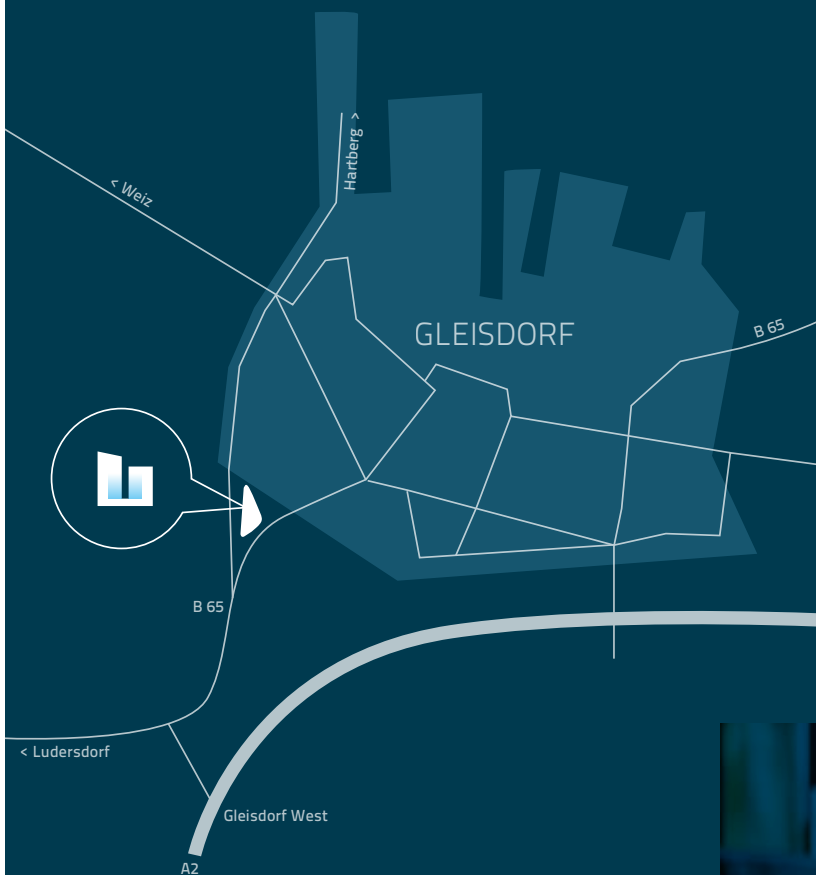 Hartberg >
< Weiz
GLEISDORF
B 65
B 65
< Ludersdorf
Gleisdorf West
A2